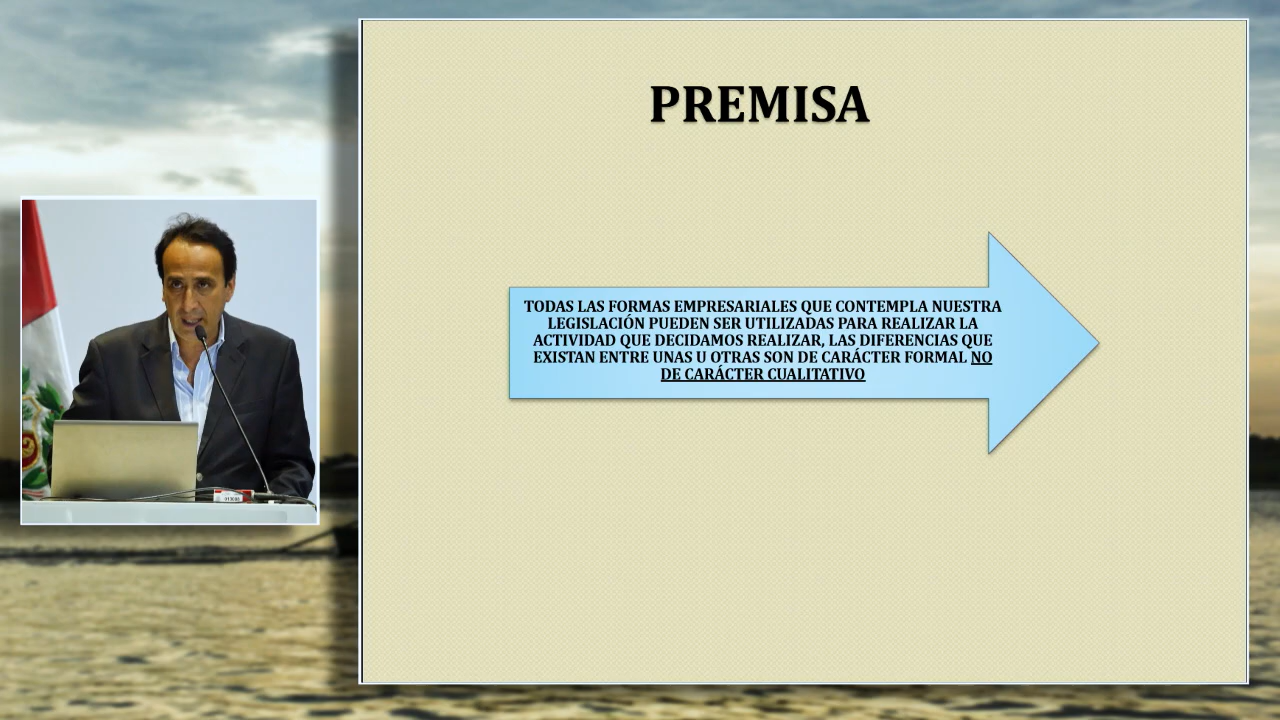 PREMISA
TODAS LAS FORMAS EMPRESARIALES QUE CONTEMPLA NUESTRA
LEGISLACIÓN PUEDEN SER UTILIZADAS PARA REALIZAR LA
ACTIVIDAD QUE DECIDAMOS REALIZAR, LAS DIFERENCIAS QUE
EXISTAN ENTRE UNAS U OTRAS SON DE CARÁCTER FORMAL NO
DE CARÁCTER CUALITATIVO